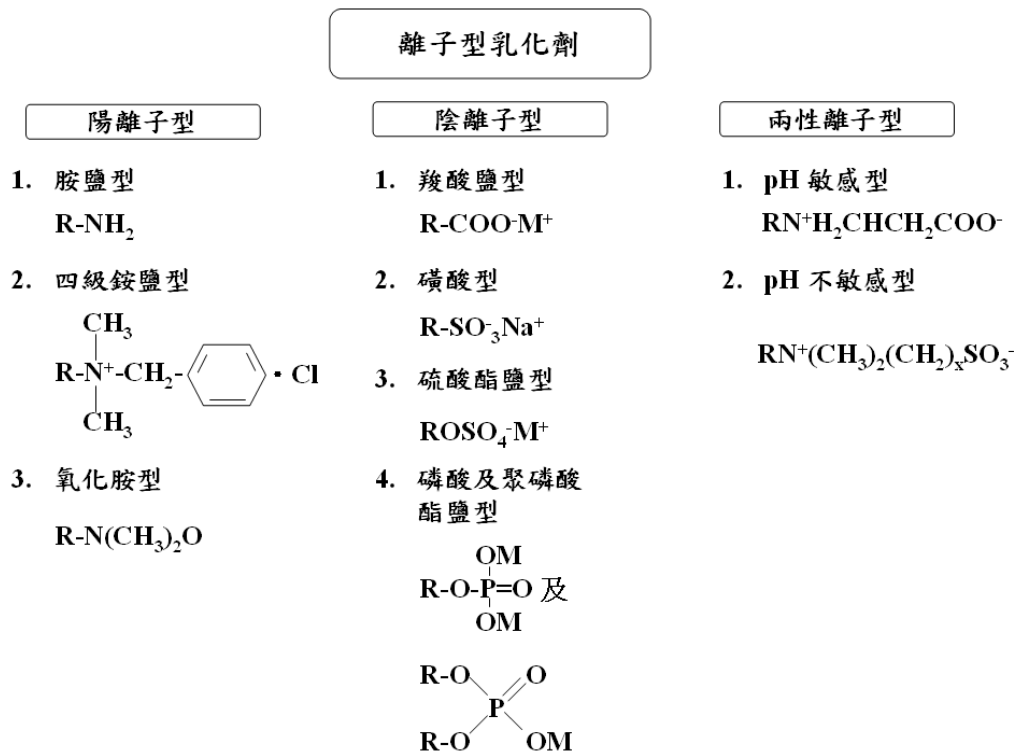 離子型乳化劑
陽離子型
1. 胺鹽型
R-NH₂
2. 四級銨鹽型
CH₃
R-N⁺-CH₂- • Cl
CH₃
3. 氧化胺型
R-N(CH₃)₂O
陰離子型
1. 羧酸鹽型
R-COO⁻M⁺
2. 磺酸型
R-SO⁻₃Na⁺
3. 硫酸酯鹽型
ROSO₄⁻M⁺
4. 磷酸及聚磷酸
酯鹽型
OM
R-O-P=O 及
OM
R-O O
P
R-O OM
兩性離子型
1. pH 敏感型
RN⁺H₂CHCH₂COO⁻
2. pH 不敏感型
RN⁺(CH₃)₂(CH₂)ₓSO₃⁻